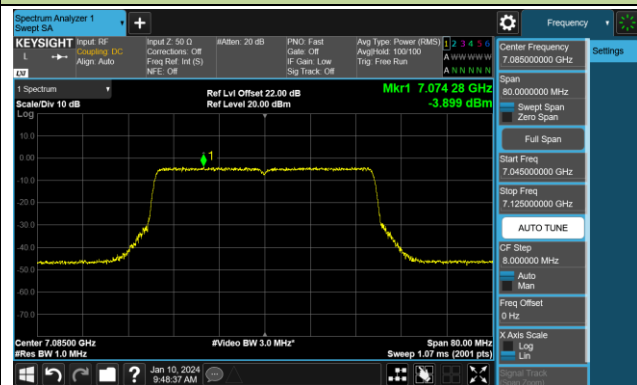 Spectrum Analyzer 1
Swept SA
+
Frequency
KEYSIGHT
L
LXI
Input: RF
Coupling: DC
Align: Auto
Input Z: 50 Ω
Corrections: Off
Freq Ref: Int (S)
NFE: Off
#Atten: 20 dB
PNO: Fast
Gate: Off
IF Gain: Low
Sig Track: Off
Avg Type: Power (RMS)
Avg|Hold: 100/100
Trig: Free Run
1 2 3 4 5 6
A W W W W W
A N N N N N
1 Spectrum
Scale/Div 10 dB
Log
Ref Lvl Offset 22.00 dB
Ref Level 20.00 dBm
Mkr1 7.074 28 GHz
-3.899 dBm
10.0
0.00
-10.0
-20.0
-30.0
-40.0
-50.0
-60.0
-70.0
1
Center 7.08500 GHz
#Res BW 1.0 MHz
#Video BW 3.0 MHz*
Span 80.00 MHz
Sweep 1.07 ms (2001 pts)
Center Frequency
7.085000000 GHz
Settings
Span
80.0000000 MHz
Swept Span
Zero Span
Full Span
Start Freq
7.045000000 GHz
Stop Freq
7.125000000 GHz
AUTO TUNE
CF Step
8.000000 MHz
Auto
Man
Freq Offset
0 Hz
X Axis Scale
Log
Lin
Signal Track
(Span Zoom)
?
Jan 10, 2024
9:48:37 AM